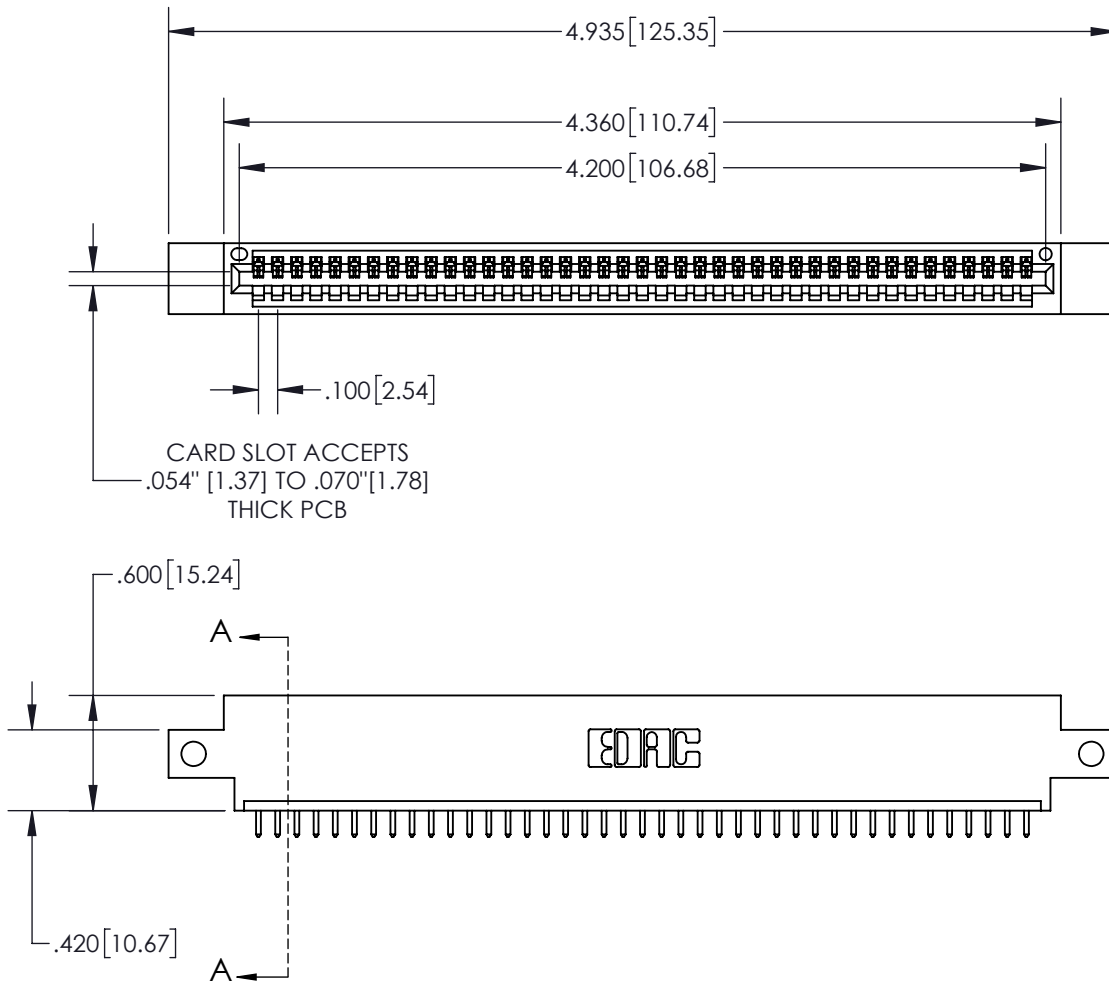 4.935[125.35]
4.360[110.74]
4.200[106.68]
.100[2.54]
CARD SLOT ACCEPTS
.054" [1.37] TO .070"[1.78]
THICK PCB
.600[15.24]
A
EDAC
.420[10.67]
A